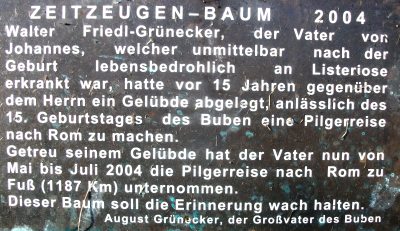 ZEITZEUGEN–BAUM 2004
Walter Friedl-Grünecker, der Vater von
Johannes, welcher unmittelbar nach der
Geburt lebensbedrohlich an Listeriose
erkrankt war, hatte vor 15 Jahren gegenüber
dem Herrn ein Gelübde abgelegt, anlässlich des
15. Geburtstages des Buben eine Pilgerreise
nach Rom zu machen.
Getreu seinem Gelübde hat der Vater nun von
Mai bis Juli 2004 die Pilgerreise nach Rom zu
Fuß (1187 Km) unternommen.
Dieser Baum soll die Erinnerung wach halten.
August Grünecker, der Großvater des Buben